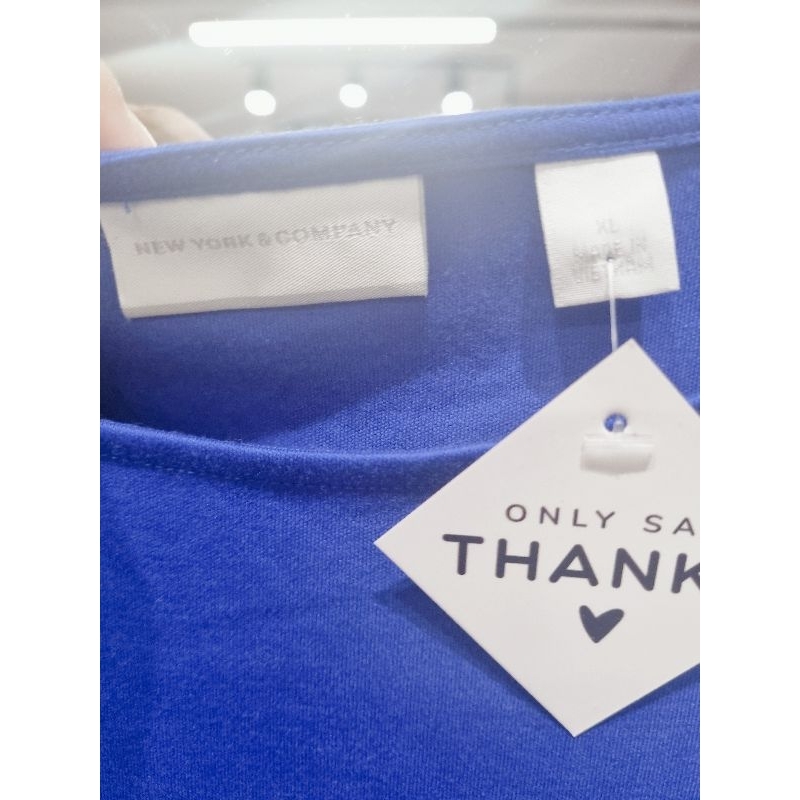 NEW YORK & COMPANY
XL
MADE IN
VIETNAM
ONLY SA
THANK